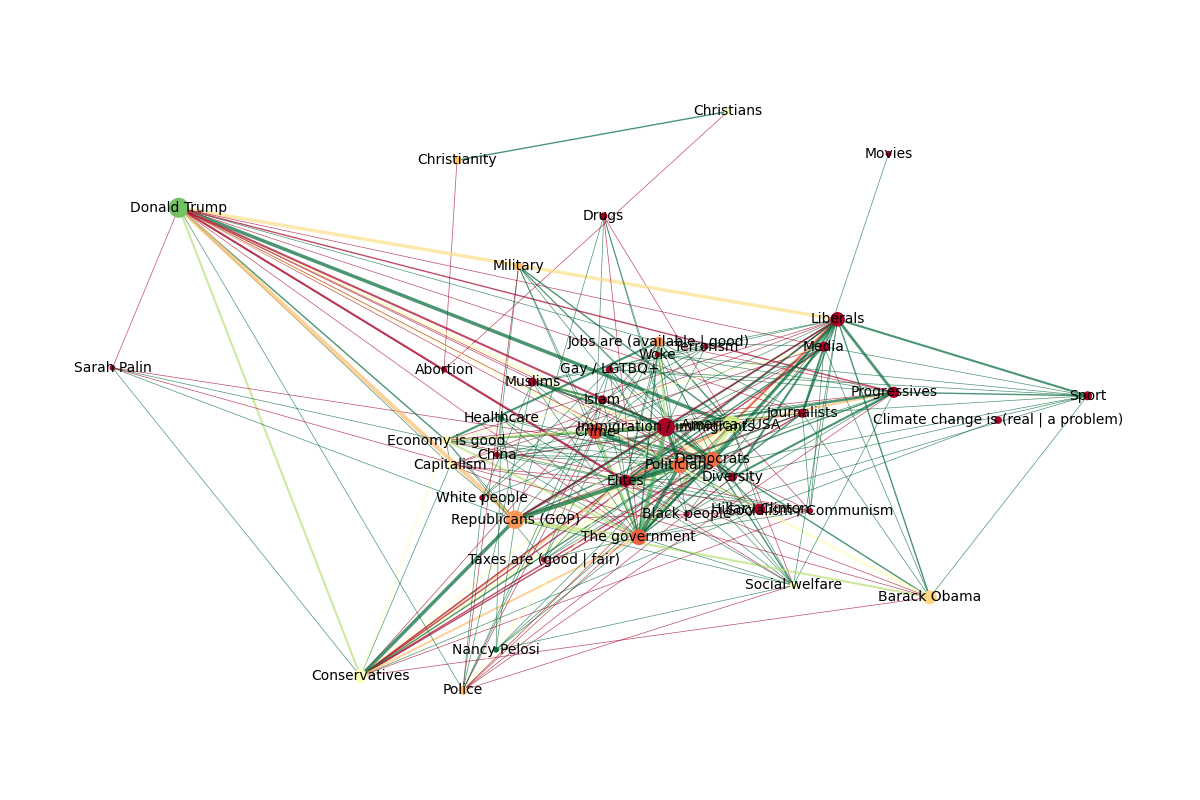 Christians
Movies
Christianity
Donald Trump
Drugs
Military
Liberals
Jobs are (available | good)
Terrorism
Media
Woke
Sarah Palin
Abortion
Gay / LGTBQ+
Muslims
Progressives
Sport
Islam
Journalists
Healthcare
Climate change is (real | a problem)
Immigration / immigrants
America / USA
Crime
Economy is good
China
Democrats
Capitalism
Politicians
Diversity
Elites
White people
Hillary Clinton
Socialism / Communism
Black people
Republicans (GOP)
The government
Taxes are (good | fair)
Social welfare
Barack Obama
Nancy Pelosi
Conservatives
Police